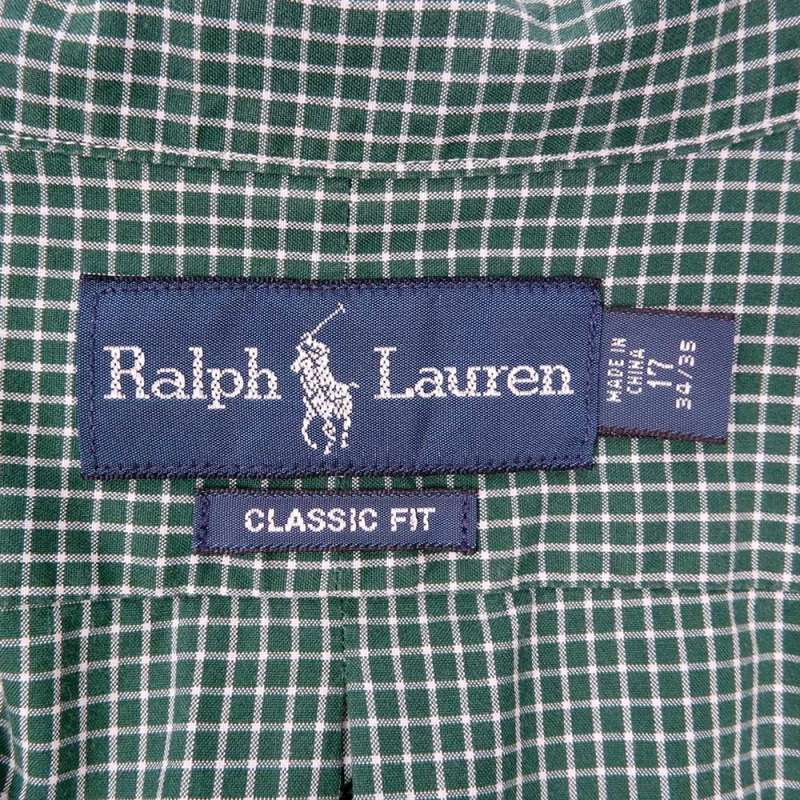 Ralph Lauren
MADE IN
CHINA
17
34/35
CLASSIC FIT